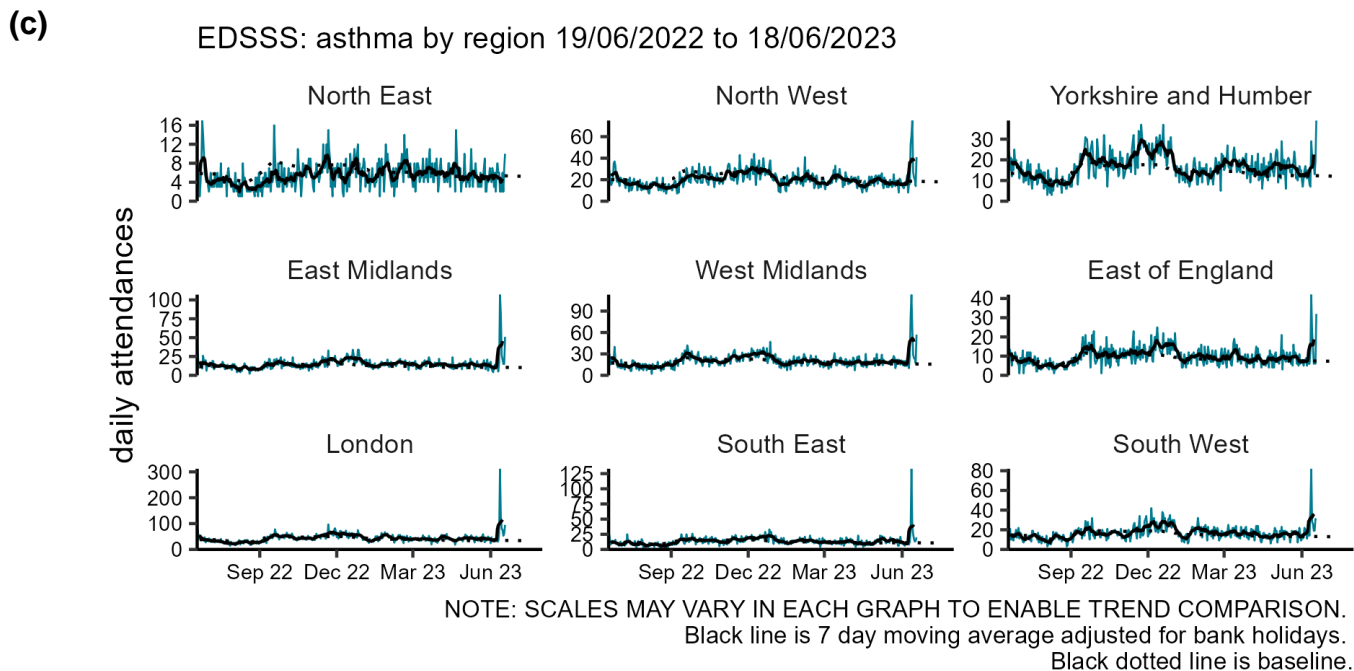 (c)
EDSSS: asthma by region 19/06/2022 to 18/06/2023
daily attendances
North East
16
12
8
4
0
North West
60
40
20
0
Yorkshire and Humber
30
20
10
0
East Midlands
100
75
50
25
0
West Midlands
90
60
30
0
East of England
40
30
20
10
0
London
300
200
100
0
South East
125
100
75
50
25
0
South West
80
60
40
20
0
Sep 22 Dec 22 Mar 23 Jun 23
Sep 22 Dec 22 Mar 23 Jun 23
Sep 22 Dec 22 Mar 23 Jun 23
NOTE: SCALES MAY VARY IN EACH GRAPH TO ENABLE TREND COMPARISON.
Black line is 7 day moving average adjusted for bank holidays.
Black dotted line is baseline.